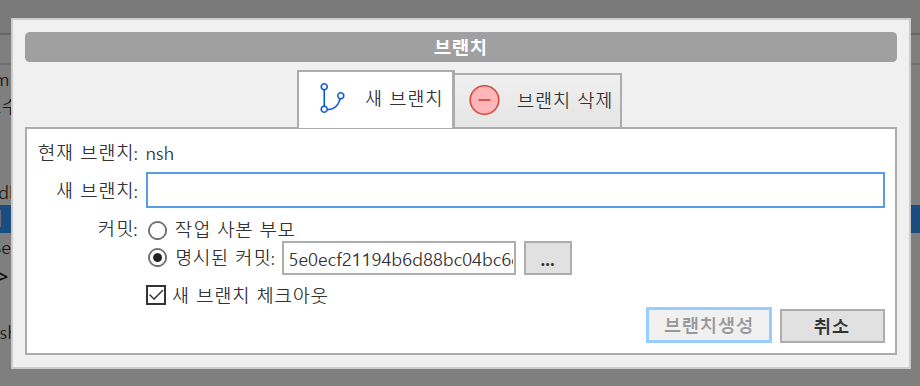 브랜치
새 브랜치
브랜치 삭제
현재 브랜치: nsh
새 브랜치:
커밋:
작업 사본 부모
명시된 커밋: 5e0ecf21194b6d88bc04bc6
...
새 브랜치 체크아웃
브랜치생성
취소